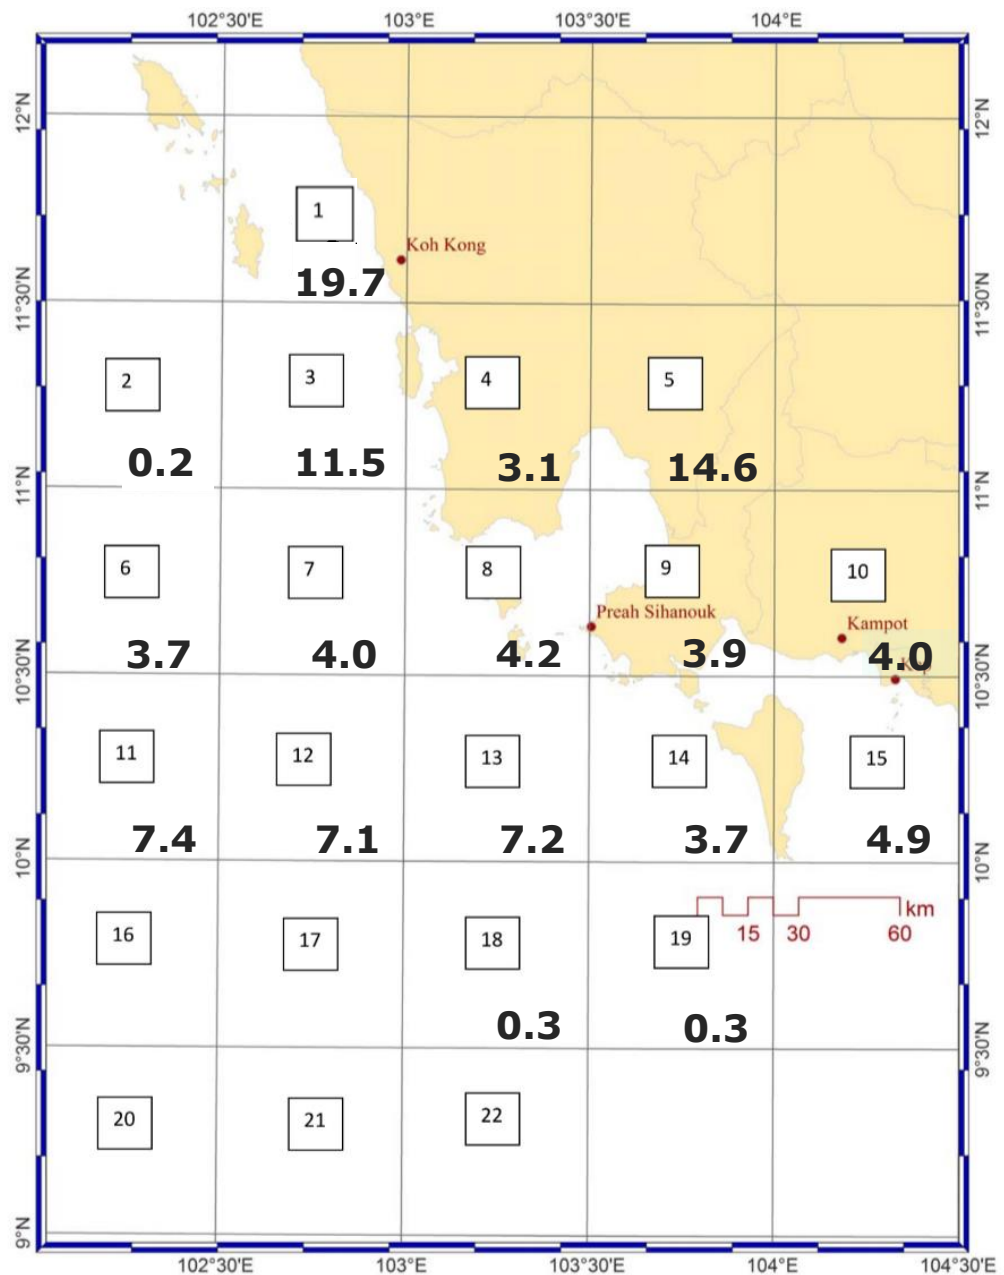 102°30'E 103°E 103°30'E 104°E
12°N 12°N
1
Koh Kong
19.7
11°30'N 11°30'N
2 3 4 5
0.2 11.5 3.1 14.6
11°N 11°N
6 7 8 9 10
Preah Sihanouk
Kampot
3.7 4.0 4.2 3.9 4.0
10°30'N 10°30'N
11 12 13 14 15
7.4 7.1 7.2 3.7 4.9
10°N 10°N
km
15 30 60
16 17 18 19
0.3 0.3
9°30'N 9°30'N
20 21 22
9°N
102°30'E 103°E 103°30'E 104°E 104°30'E